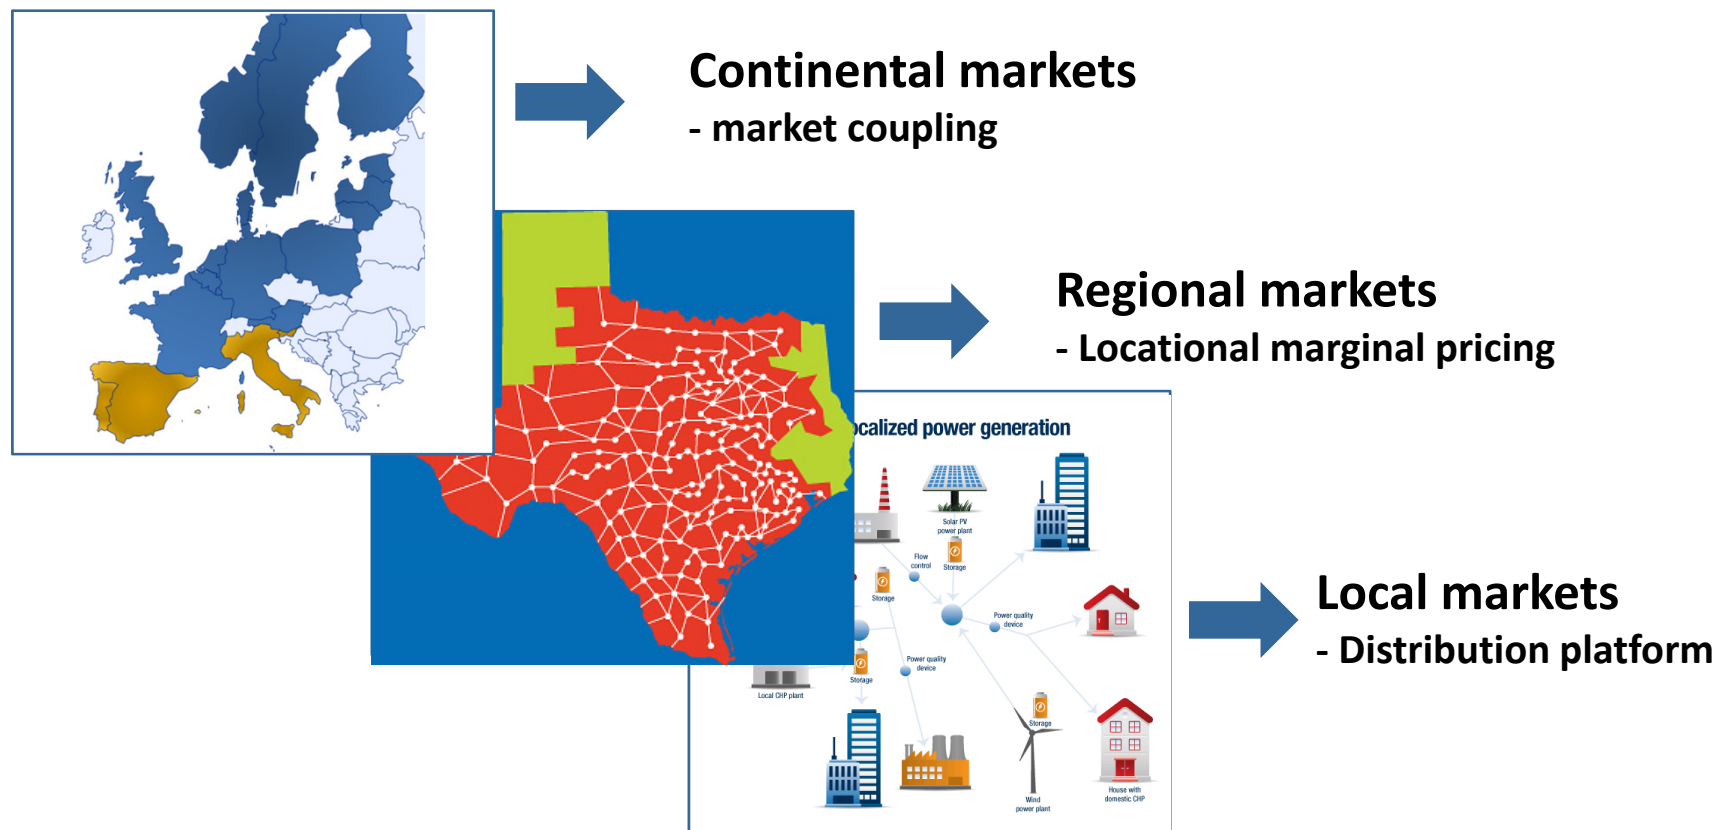 Continental markets
- market coupling
Regional markets
- Locational marginal pricing
ocalized power generation
Solar PV
power plant
Flow
control
Storage
Storage
Power quality
device
Local markets
- Distribution platform
Power quality
device
Storage
Local CHP plant
Storage
Wind
power plant
House with
domestic CHP